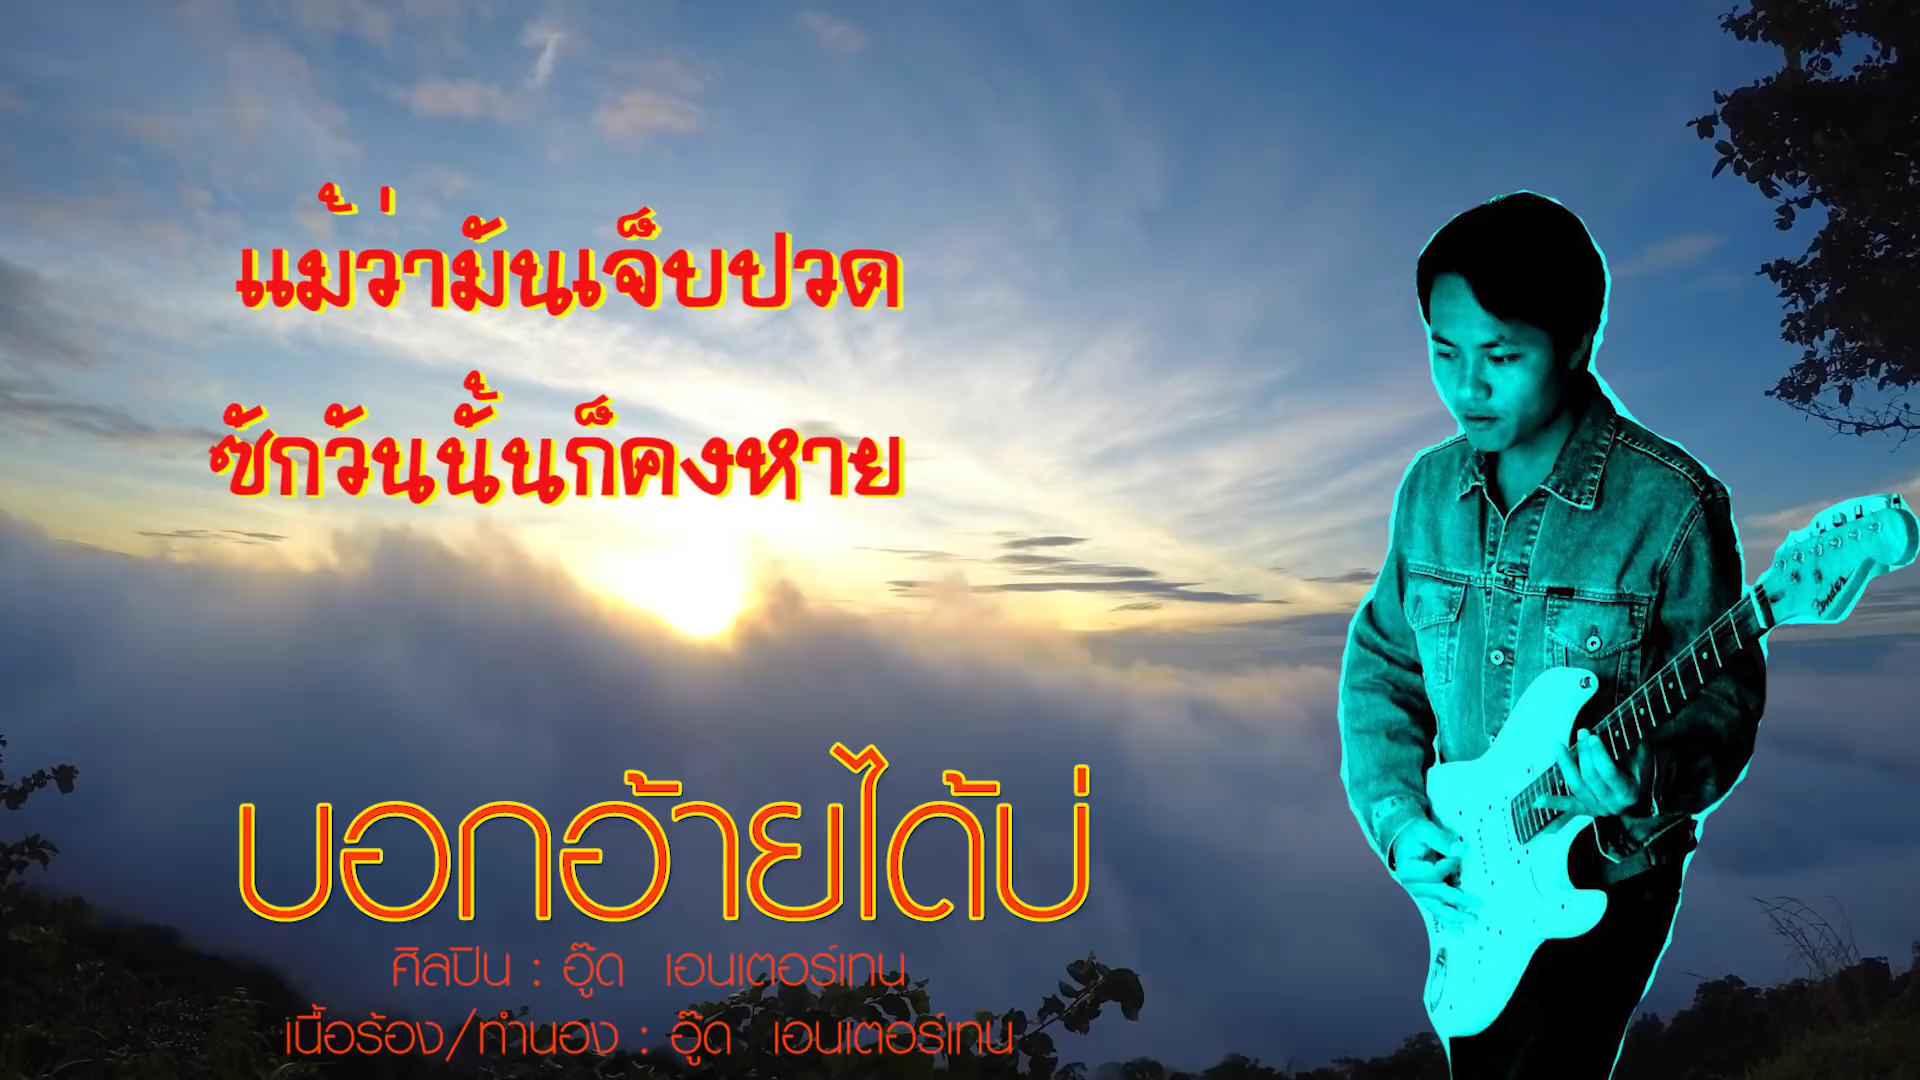 แม้ว่ามันเจ็บปวด
ซักวันนั้นก็คงหาย
บอกอ้ายได้บ่
ศิลปิน : อู๊ด เอนเตอร์เทน
เนื้อร้อง/ทำนอง : อู๊ด เอนเตอร์เทน
Fender